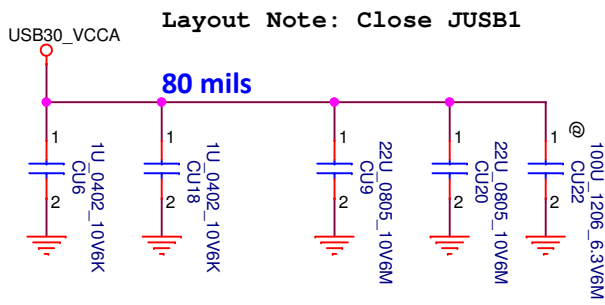 Layout Note: Close JUSB1
USB30_VCCA
80 mils
1
2
1U_0402_10V6K
CU6
1
2
1U_0402_10V6K
CU18
1
2
22U_0805_10V6M
CU9
1
2
22U_0805_10V6M
CU20
1
2
@
100U_1206_6.3V6M
CU22